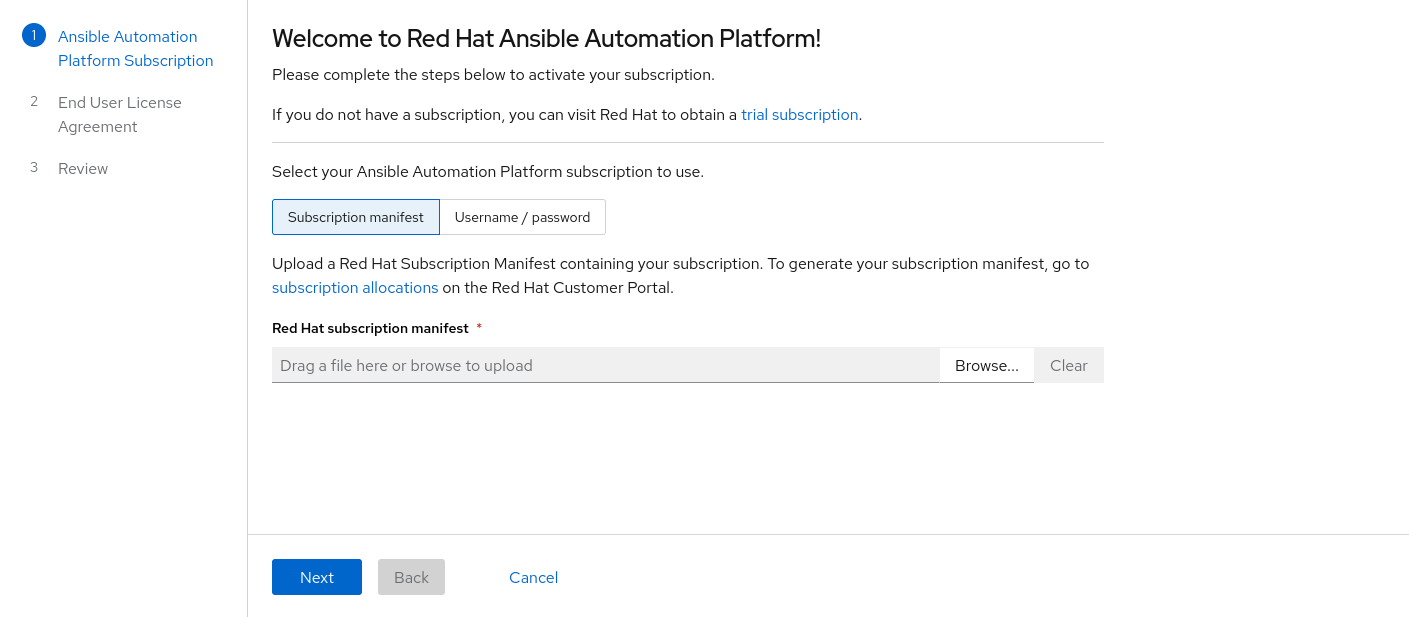 1
Ansible Automation
Platform Subscription
2
End User License
Agreement
3
Review
Welcome to Red Hat Ansible Automation Platform!
Please complete the steps below to activate your subscription.
If you do not have a subscription, you can visit Red Hat to obtain a trial subscription.
Select your Ansible Automation Platform subscription to use.
Subscription manifest
Username / password
Upload a Red Hat Subscription Manifest containing your subscription. To generate your subscription manifest, go to
subscription allocations on the Red Hat Customer Portal.
Red Hat subscription manifest *
Drag a file here or browse to upload
Browse...
Clear
Next
Back
Cancel